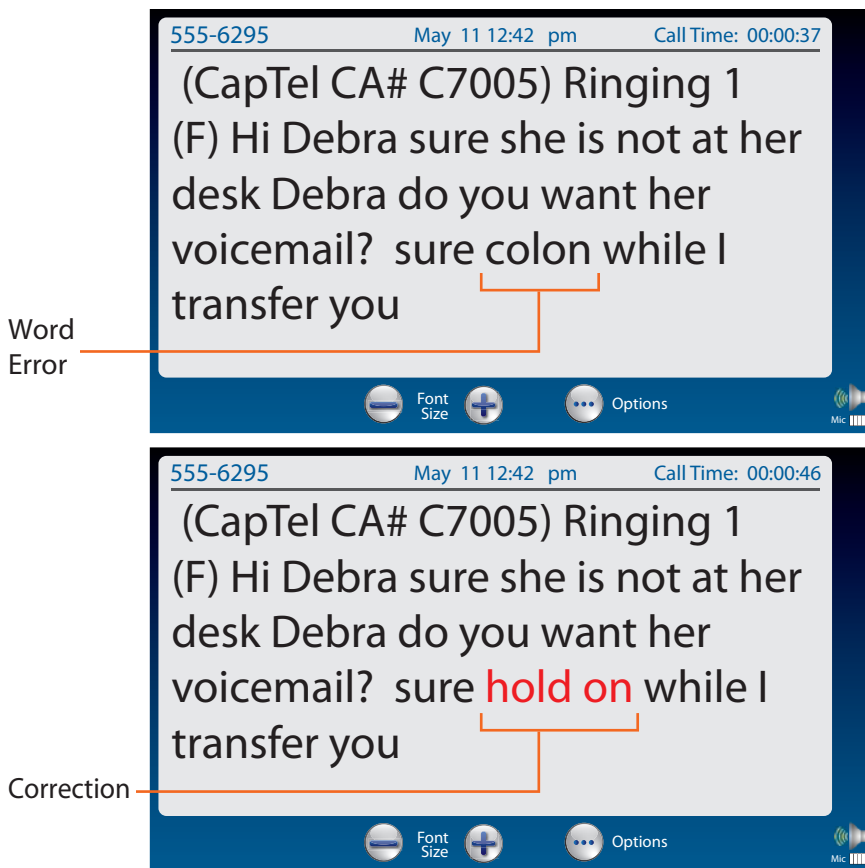 555-6295 May 11 12:42 pm Call Time: 00:00:37
(CapTel CA# C7005) Ringing 1
(F) Hi Debra sure she is not at her
desk Debra do you want her
voicemail? sure colon while I
transfer you
Word
Error
Font
Size
Options
Mic
555-6295 May 11 12:42 pm Call Time: 00:00:46
(CapTel CA# C7005) Ringing 1
(F) Hi Debra sure she is not at her
desk Debra do you want her
voicemail? sure hold on while I
transfer you
Correction
Font
Size
Options
Mic